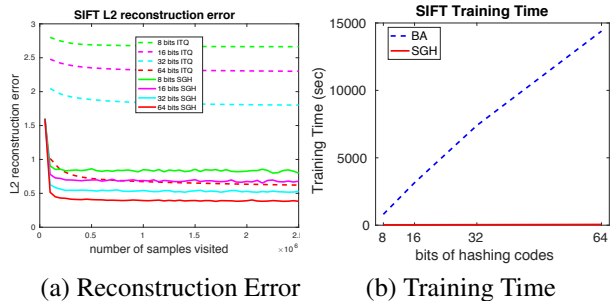 SIFT L2 reconstruction error
3
2.5
2
1.5
1
0.5
0
L2 reconstruction error
8 bits ITQ
16 bits ITQ
32 bits ITQ
64 bits ITQ
8 bits SGH
16 bits SGH
32 bits SGH
64 bits SGH
0 0.5 1 1.5 2 2.5
number of samples visited
× 10^6
(a) Reconstruction Error
SIFT Training Time
15000
10000
5000
0
Training Time (sec)
BA
SGH
8 16 32 64
bits of hashing codes
(b) Training Time